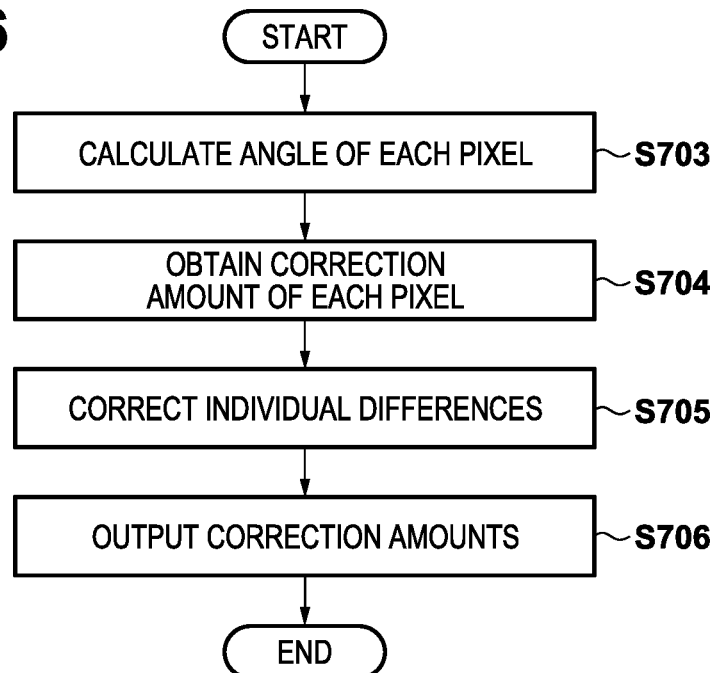 6
START
CALCULATE ANGLE OF EACH PIXEL
S703
OBTAIN CORRECTION
AMOUNT OF EACH PIXEL
S704
CORRECT INDIVIDUAL DIFFERENCES
S705
OUTPUT CORRECTION AMOUNTS
S706
END